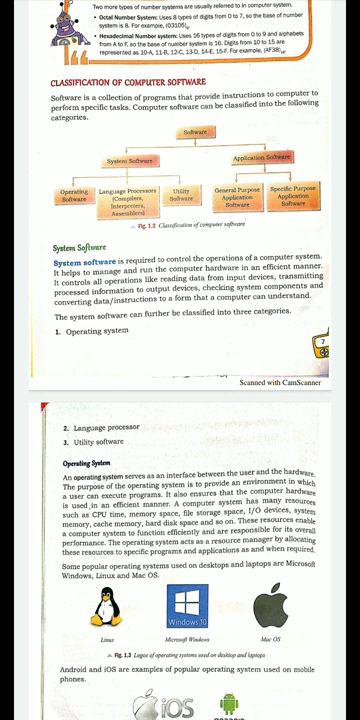 Two more types of number systems are usually referred to in computer system.
• Octal Number System: Uses 8 types of digits from 0 to 7, so the base of number
system is 8. For example, (03105)₈.
• Hexadecimal Number system: Uses 16 types of digits from 0 to 9 and alphabets
from A to F, so the base of number system is 16. Digits from 10 to 15 are
represented as 10-A, 11-B, 12-C, 13-D, 14-E, 15-F. For example, (AF38)₁₆.
CLASSIFICATION OF COMPUTER SOFTWARE
Software is a collection of programs that provide instructions to computer to
perform specific tasks. Computer software can be classified into the following
categories.
Software
System Software
Application Software
Operating
Software
Language Processors
(Compilers,
Interpreters,
Assemblers)
Utility
Software
General Purpose
Application
Software
Specific Purpose
Application
Software
Fig. 1.2 Classification of computer software
System Software
System software is required to control the operations of a computer system.
It helps to manage and run the computer hardware in an efficient manner.
It controls all operations like reading data from input devices, transmitting
processed information to output devices, checking system components and
converting data/instructions to a form that a computer can understand.
The system software can further be classified into three categories.
1. Operating system
7
Scanned with CamScanner
2. Language processor
3. Utility software
Operating System
An operating system serves as an interface between the user and the hardware.
The purpose of the operating system is to provide an environment in which
a user can execute programs. It also ensures that the computer hardware
is used in an efficient manner. A computer system has many resources
such as CPU time, memory space, file storage space, I/O devices, system
memory, cache memory, hard disk space and so on. These resources enable
a computer system to function efficiently and are responsible for its overall
performance. The operating system acts as a resource manager by allocating
these resources to specific programs and applications as and when required.
Some popular operating systems used on desktops and laptops are Microsoft
Windows, Linux and Mac OS.
Windows 10
Linux
Microsoft Windows
Mac OS
Fig. 1.3 Logos of operating systems used on desktop and laptops
Android and iOS are examples of popular operating system used on mobile
phones.
iOS